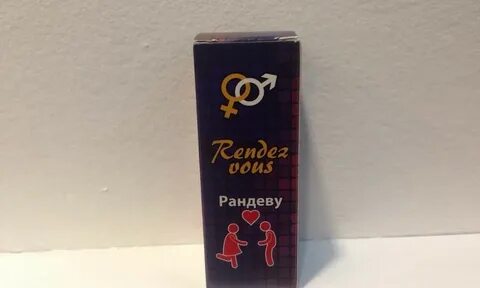 Rendez
vous
Рандеву